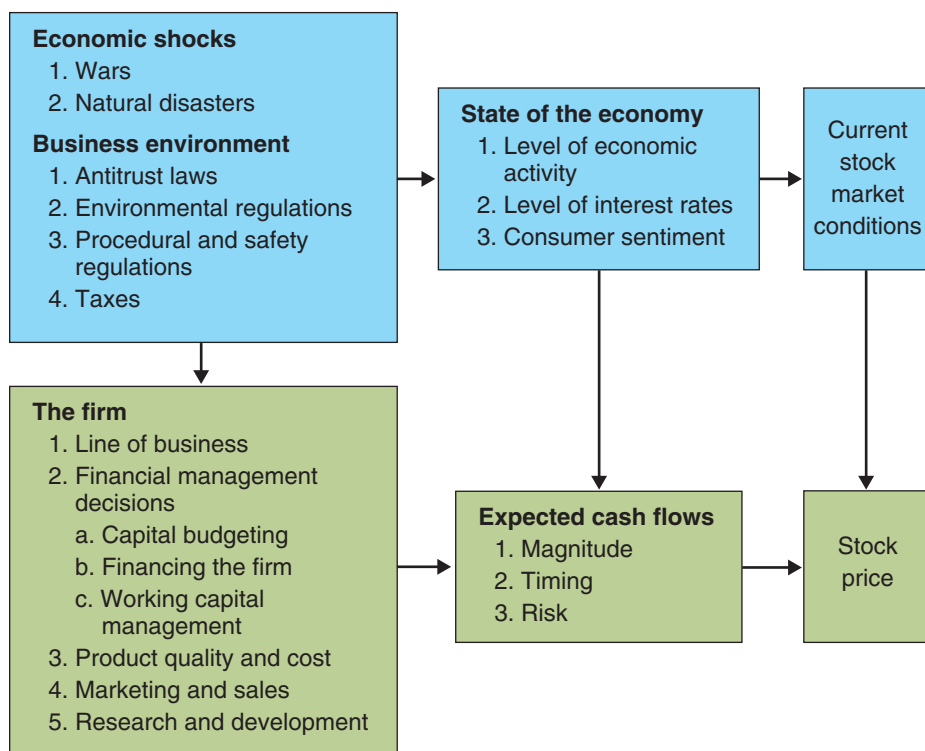 Economic shocks
1. Wars
2. Natural disasters
Business environment
1. Antitrust laws
2. Environmental regulations
3. Procedural and safety
regulations
4. Taxes
State of the economy
1. Level of economic
activity
2. Level of interest rates
3. Consumer sentiment
Current
stock
market
conditions
The firm
1. Line of business
2. Financial management
decisions
a. Capital budgeting
b. Financing the firm
c. Working capital
management
3. Product quality and cost
4. Marketing and sales
5. Research and development
Expected cash flows
1. Magnitude
2. Timing
3. Risk
Stock
price